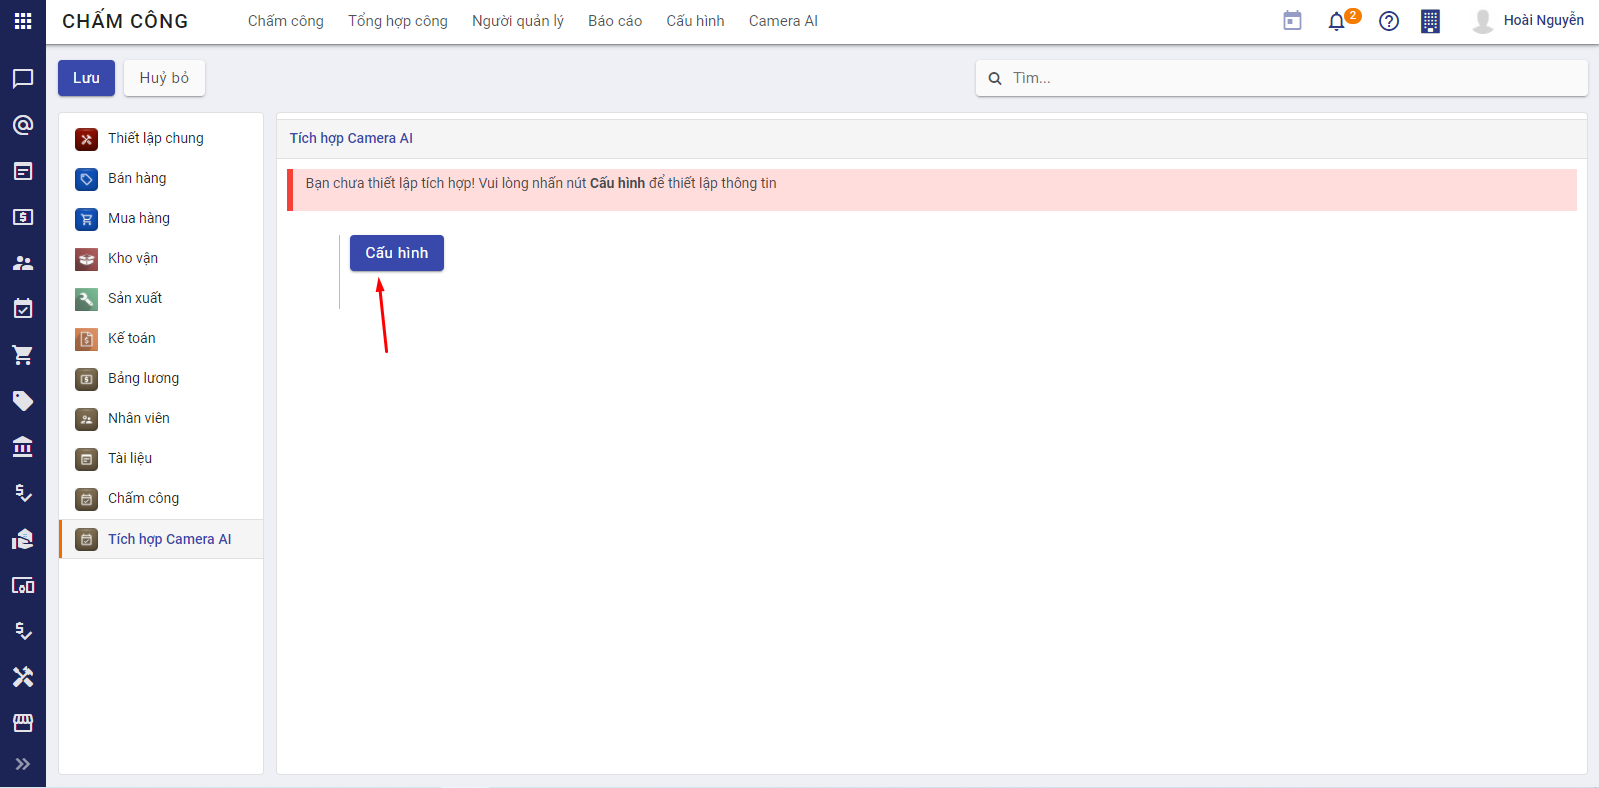 CHẤM CÔNG
Chấm công Tổng hợp công Người quản lý Báo cáo Cấu hình Camera AI
2
Hoài Nguyễn
Lưu Huỷ bỏ
Tìm...
Thiết lập chung
Bán hàng
Mua hàng
Kho vận
Sản xuất
Kế toán
Bảng lương
Nhân viên
Tài liệu
Chấm công
Tích hợp Camera AI
Tích hợp Camera AI
Bạn chưa thiết lập tích hợp! Vui lòng nhấn nút Cấu hình để thiết lập thông tin
Cấu hình